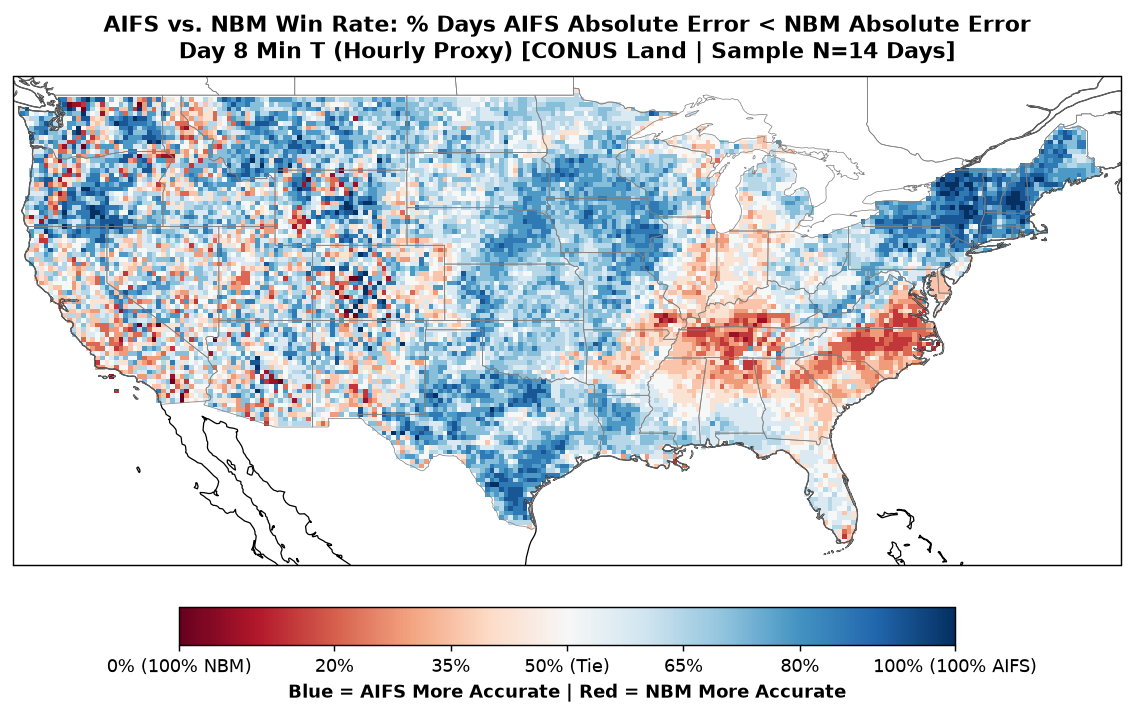 AIFS vs. NBM Win Rate: % Days AIFS Absolute Error < NBM Absolute Error
Day 8 Min T (Hourly Proxy) [CONUS Land | Sample N=14 Days]
0% (100% NBM) 20% 35% 50% (Tie) 65% 80% 100% (100% AIFS)
Blue = AIFS More Accurate | Red = NBM More Accurate